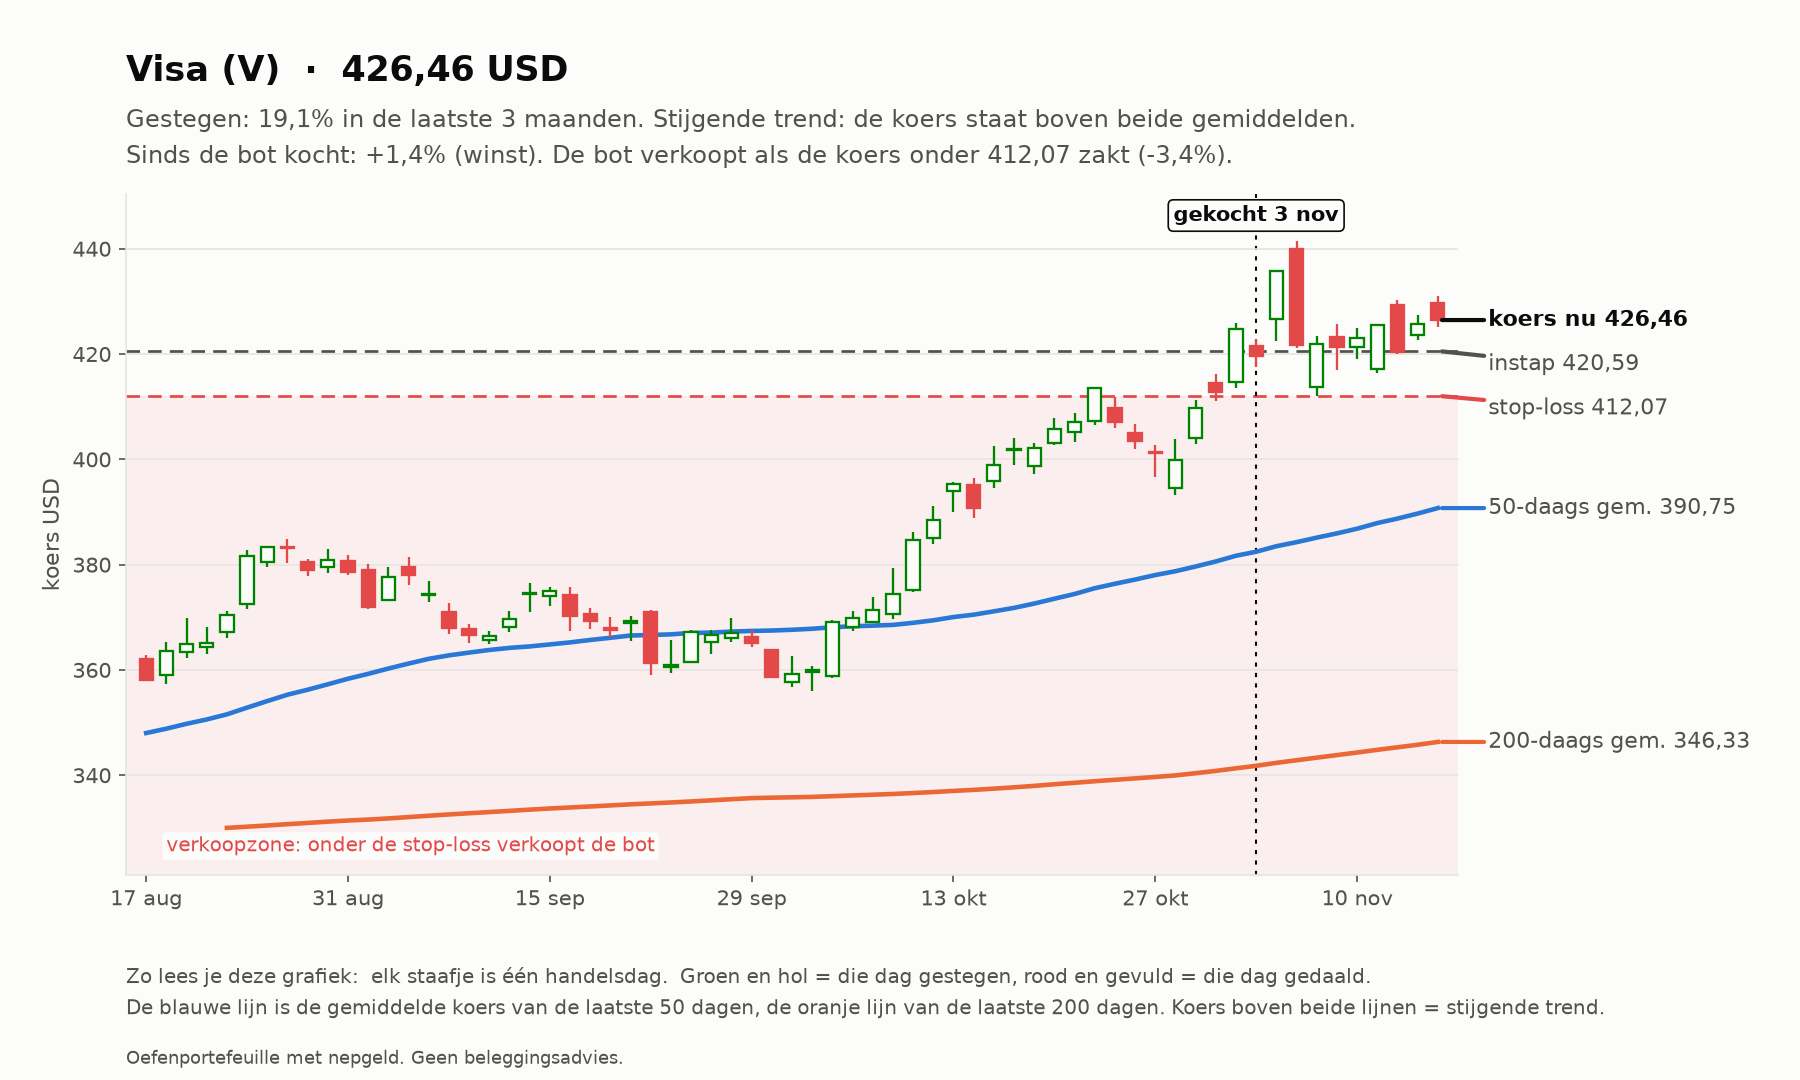 Visa (V)  ·  426,46 USD
Gestegen: 19,1% in de laatste 3 maanden. Stijgende trend: de koers staat boven beide gemiddelden.
Sinds de bot kocht: +1,4% (winst). De bot verkoopt als de koers onder 412,07 zakt (-3,4%).
gekocht 3 nov
440
420
400
380
360
340
koers USD
koers nu 426,46
instap 420,59
stop-loss 412,07
50-daags gem. 390,75
200-daags gem. 346,33
verkoopzone: onder de stop-loss verkoopt de bot
17 aug
31 aug
15 sep
29 sep
13 okt
27 okt
10 nov
Zo lees je deze grafiek:  elk staafje is één handelsdag.  Groen en hol = die dag gestegen, rood en gevuld = die dag gedaald.
De blauwe lijn is de gemiddelde koers van de laatste 50 dagen, de oranje lijn van de laatste 200 dagen. Koers boven beide lijnen = stijgende trend.
Oefenportefeuille met nepgeld. Geen beleggingsadvies.